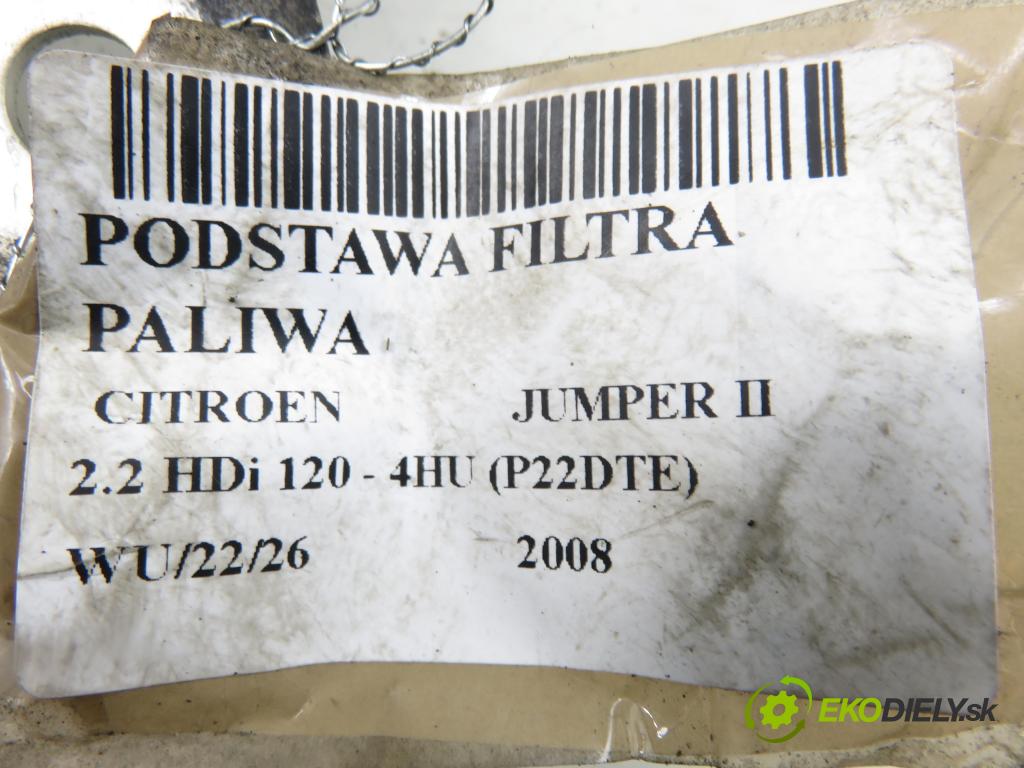 PODSTAWA FILTRA
PALIWA
CITROEN JUMPER II
2.2 HDi 120 - 4HU (P22DTE)
WU/22/26 2008
EKODIELY.sk